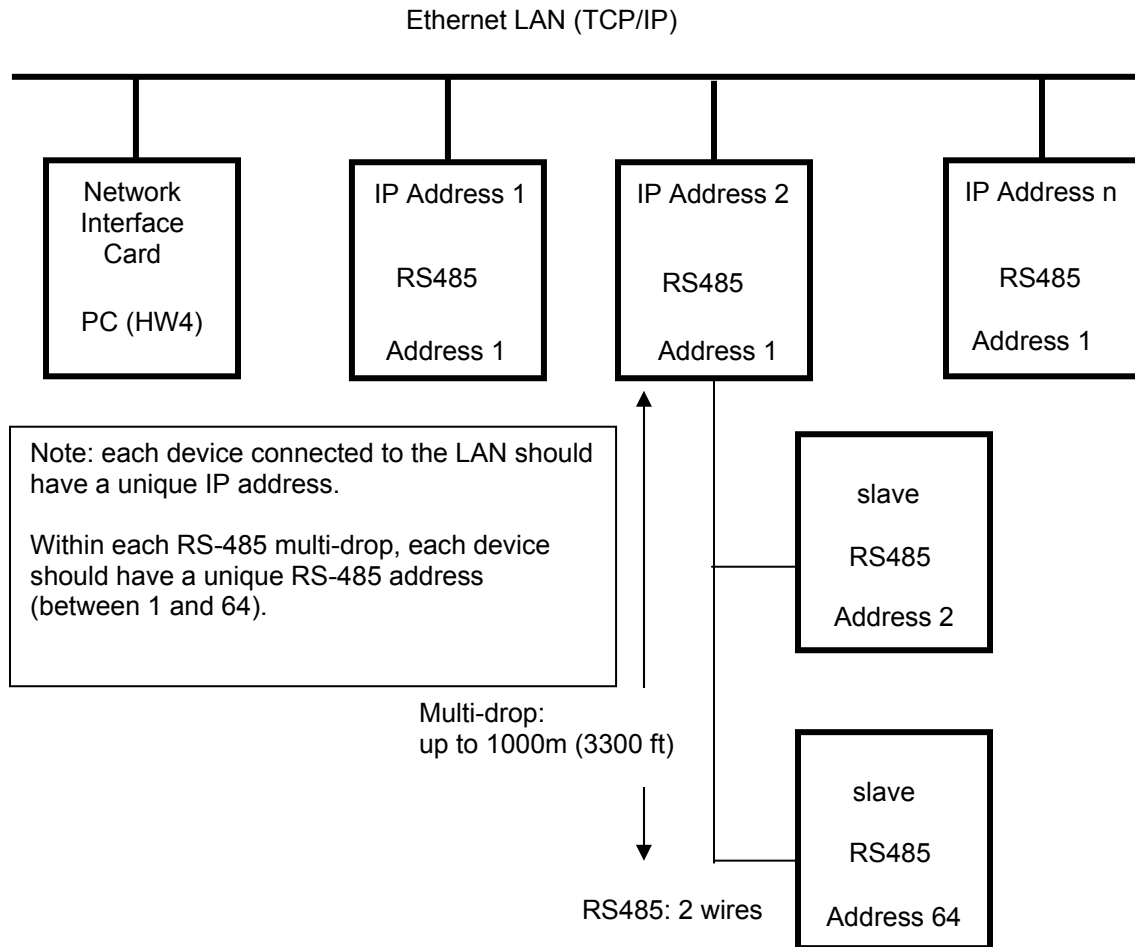 Ethernet LAN (TCP/IP)
Network
Interface
Card
PC (HW4)
IP Address 1
RS485
Address 1
IP Address 2
RS485
Address 1
IP Address n
RS485
Address 1
Note: each device connected to the LAN should
have a unique IP address.
Within each RS-485 multi-drop, each device
should have a unique RS-485 address
(between 1 and 64).
slave
RS485
Address 2
Multi-drop:
up to 1000m (3300 ft)
slave
RS485
Address 64
RS485: 2 wires